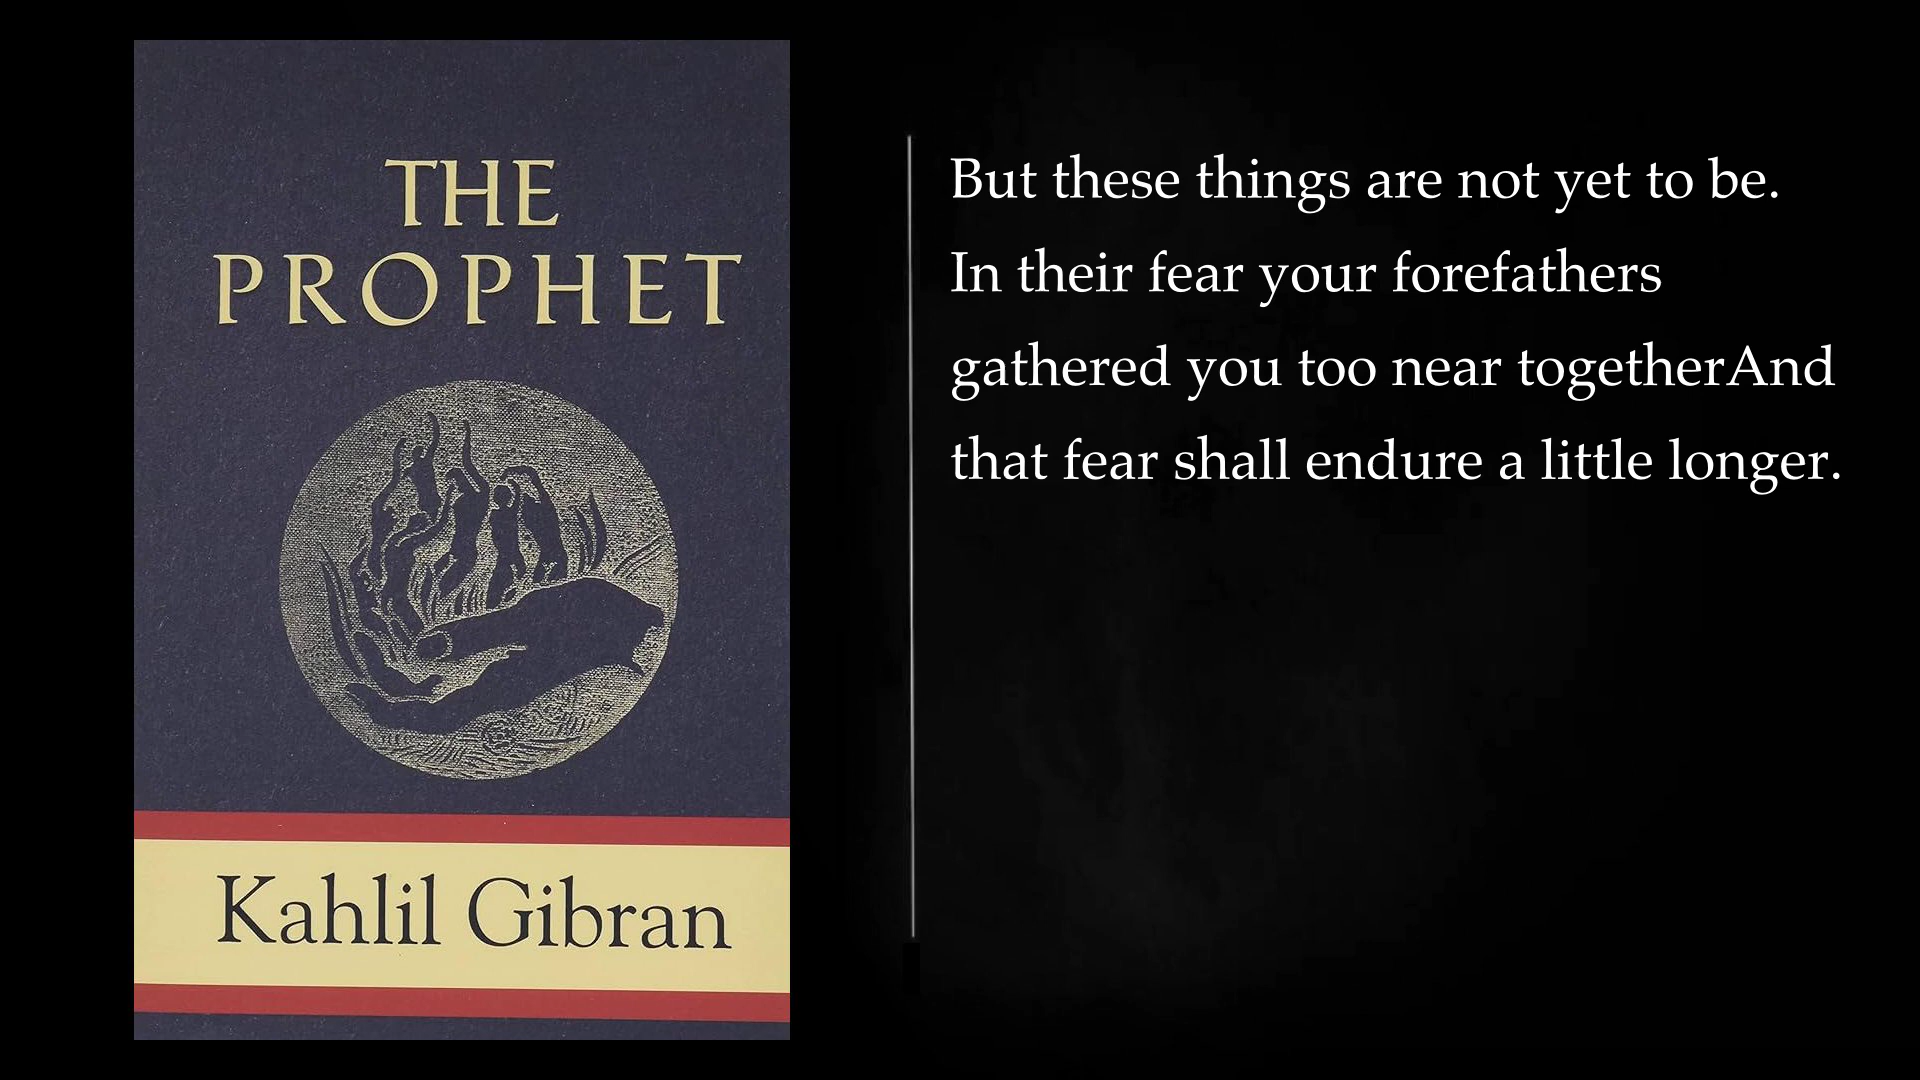 THE
PROPHET
Kahlil Gibran
But these things are not yet to be.
In their fear your forefathers
gathered you too near togetherAnd
that fear shall endure a little longer.